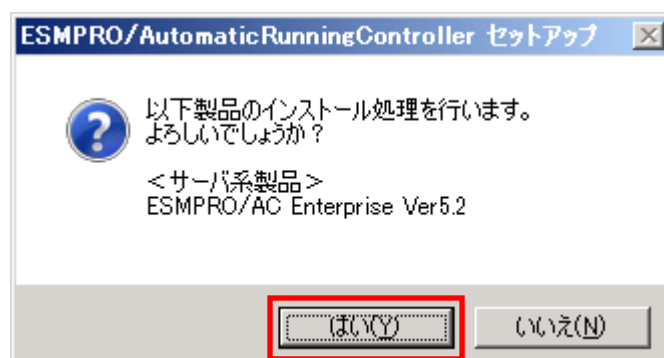 ESMPRO/AutomaticRunningController セットアップ
以下製品のインストール処理を行います。
よろしいでしょうか？
＜サーバ系製品＞
ESMPRO/AC Enterprise Ver5.2
はい(Y)
いいえ(N)